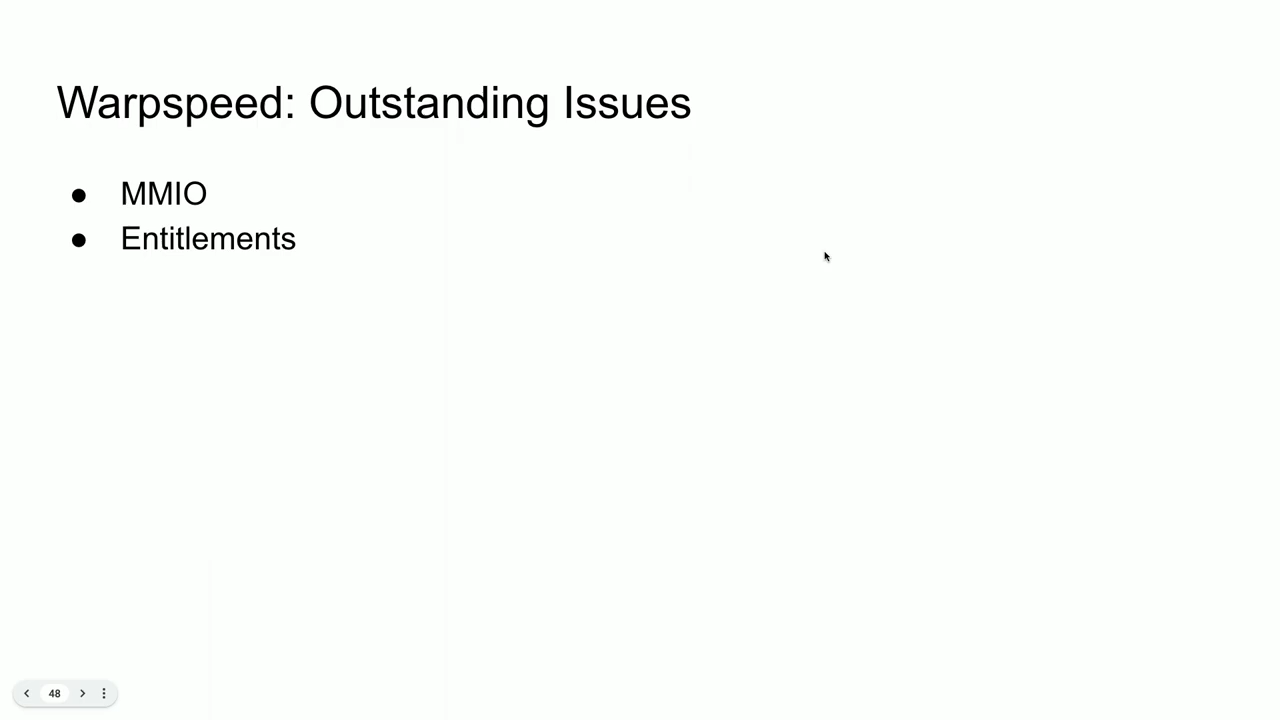 Warpspeed: Outstanding Issues
● MMIO
● Entitlements
48